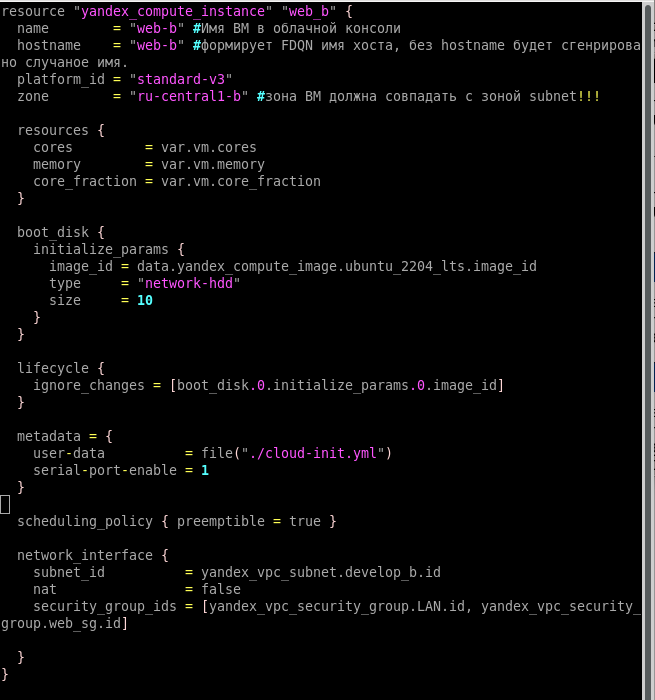 resource "yandex_compute_instance" "web_b" {
  name        = "web-b" #Имя ВМ в облачной консоли
  hostname    = "web-b" #формирует FDQN имя хоста, без hostname будет сгенрирова
но случаное имя.
  platform_id = "standard-v3"
  zone        = "ru-central1-b" #зона ВМ должна совпадать с зоной subnet!!!

  resources {
    cores         = var.vm.cores
    memory        = var.vm.memory
    core_fraction = var.vm.core_fraction
  }

  boot_disk {
    initialize_params {
      image_id = data.yandex_compute_image.ubuntu_2204_lts.image_id
      type     = "network-hdd"
      size     = 10
    }
  }

  lifecycle {
    ignore_changes = [boot_disk.0.initialize_params.0.image_id]
  }

  metadata = {
    user-data          = file("./cloud-init.yml")
    serial-port-enable = 1
  }

  scheduling_policy { preemptible = true }

  network_interface {
    subnet_id          = yandex_vpc_subnet.develop_b.id
    nat                = false
    security_group_ids = [yandex_vpc_security_group.LAN.id, yandex_vpc_security_
group.web_sg.id]

  }
}